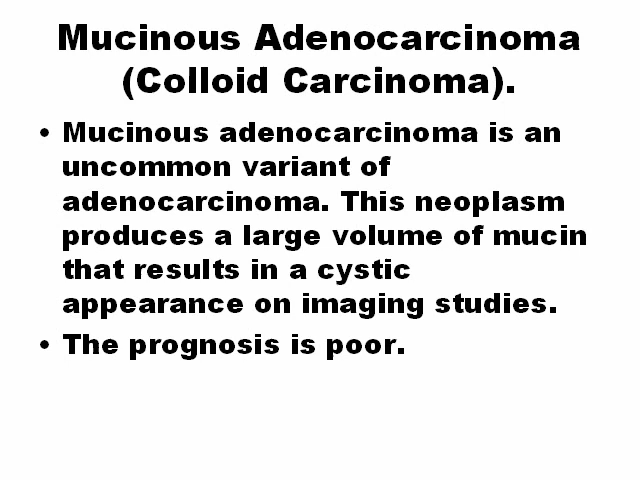 Mucinous Adenocarcinoma
(Colloid Carcinoma).
• Mucinous adenocarcinoma is an
uncommon variant of
adenocarcinoma. This neoplasm
produces a large volume of mucin
that results in a cystic
appearance on imaging studies.
• The prognosis is poor.